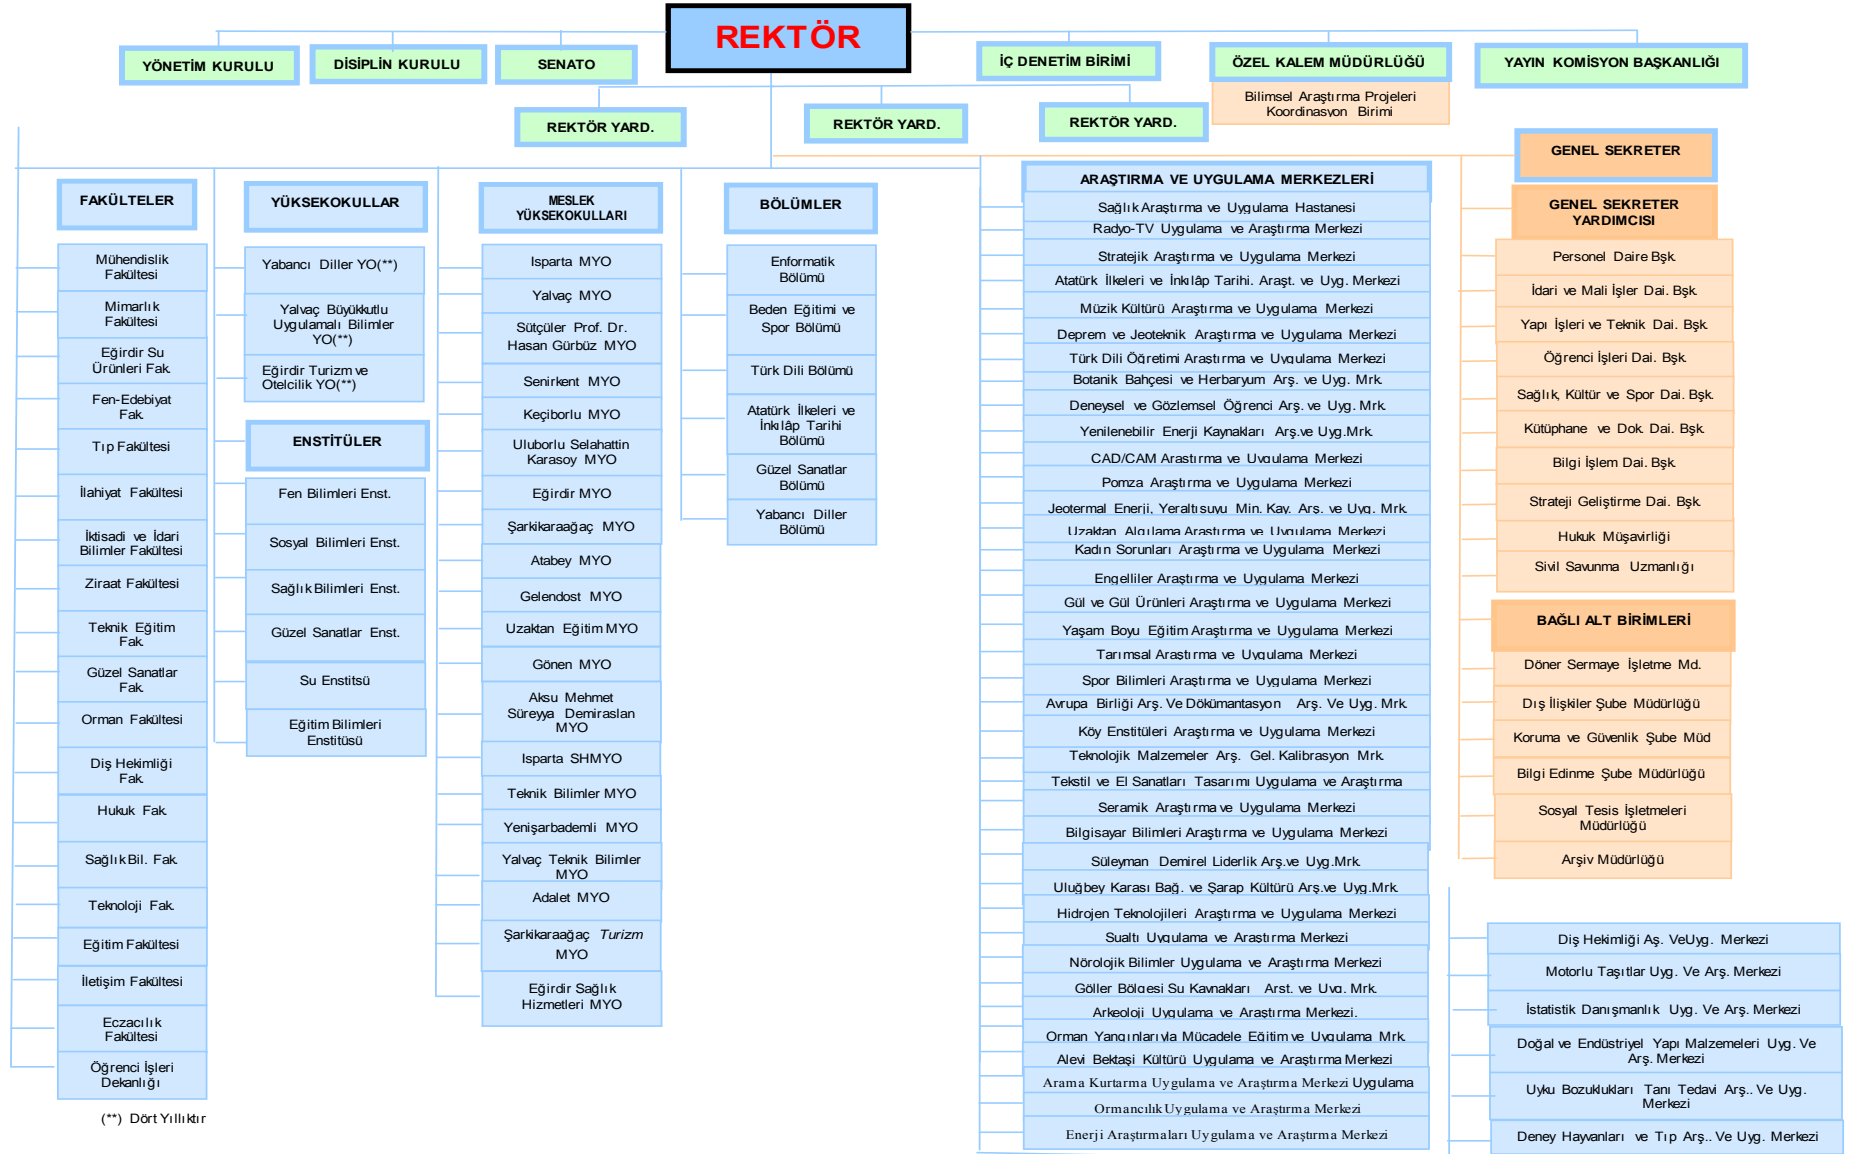 REKTÖR
YÖNETİM KURULU
DISİPLİN KURULU
SENATO
İÇ DENETİM BİRİMİ
ÖZEL KALEM MÜDÜRLÜĞÜ
YAYIN KOMİSYON BAŞKANLIĞI
Bilimsel Araştırma Projeleri
Koordinasyon Birimi
REKTÖR YARD.
REKTÖR YARD.
REKTÖR YARD.
FAKÜLTELER
Mühendislik
Fakültesi
Mimarlık
Fakültesi
Eğirdir Su
Ürünleri Fak.
Fen-Edebiyat
Fak.
Tıp Fakültesi
İlahiyat Fakültesi
İktisadi ve İdari
Bilimler Fakültesi
Ziraat Fakültesi
Teknik Eğitim
Fak.
Güzel Sanatlar
Fak.
Orman Fakültesi
Diş Hekimliği
Fak.
Hukuk Fak.
Sağlık Bil. Fak.
Teknoloji Fak.
Eğitim Fakültesi
İletişim Fakültesi
Eczacılık
Fakültesi
Öğrenci İşleri
Dekanlığı
(**) Dört Yıllıktır
YÜKSEKOKULLAR
Yabancı Diller YO(**)
Yalvaç Büyükkutlu
Uygulamalı Bilimler
YO(**)
Eğirdir Turizm ve
Otelcilik YO(**)
ENSTİTÜLER
Fen Bilimleri Enst.
Sosyal Bilimleri Enst.
Sağlık Bilimleri Enst.
Güzel Sanatlar Enst.
Su Enstitsü
Eğitim Bilimleri
Enstitüsü
MESLEK
YÜKSEKOKULLARI
Isparta MYO
Yalvaç MYO
Sütçüler Prof. Dr.
Hasan Gürbüz MYO
Senirkent MYO
Keçiborlu MYO
Uluborlu Selahattin
Karasoy MYO
Eğirdir MYO
Şarkikaraağaç MYO
Atabey MYO
Gelendost MYO
Uzaktan Eğitim MYO
Gönen MYO
Aksu Mehmet
Süreyya Demiraslan
MYO
Isparta SHMYO
Teknik Bilimler MYO
Yenişarbademli MYO
Yalvaç Teknik Bilimler
MYO
Adalet MYO
Şarkikaraağaç Turizm
MYO
Eğirdir Sağlık
Hizmetleri MYO
BÖLÜMLER
Enformatik
Bölümü
Beden Eğitimi ve
Spor Bölümü
Türk Dili Bölümü
Atatürk İlkeleri ve
İnkılâp Tarihi
Bölümü
Güzel Sanatlar
Bölümü
Yabancı Diller
Bölümü
ARAŞTIRMA VE UYGULAMA MERKEZLERİ
Sağlık Araştırma ve Uygulama Hastanesi
Radyo-TV Uygulama ve Araştırma Merkezi
Stratejik Araştırma ve Uygulama Merkezi
Atatürk İlkeleri ve İnkılâp Tarihi. Araşt. ve Uyg. Merkezi
Müzik Kültürü Araştırma ve Uygulama Merkezi
Deprem ve Jeoteknik Araştırma ve Uygulama Merkezi
Türk Dili Öğretimi Araştırma ve Uygulama Merkezi
Botanik Bahçesi ve Herbaryum Arş. ve Uyg. Mrk.
Deneysel ve Gözlemsel Öğrenci Arş. ve Uyg. Mrk.
Yenilenebilir Enerji Kaynakları Arş.ve Uyg.Mrk.
CAD/CAM Araştırma ve Uygulama Merkezi
Pomza Araştırma ve Uygulama Merkezi
Jeotermal Enerji, Yeraltısuyu Min. Kay. Arş. ve Uyg. Mrk.
Uzaktan Algılama Araştırma ve Uygulama Merkezi
Kadın Sorunları Araştırma ve Uygulama Merkezi
Engelliler Araştırma ve Uygulama Merkezi
Gül ve Gül Ürünleri Araştırma ve Uygulama Merkezi
Yaşam Boyu Eğitim Araştırma ve Uygulama Merkezi
Tarımsal Araştırma ve Uygulama Merkezi
Spor Bilimleri Araştırma ve Uygulama Merkezi
Avrupa Birliği Arş. Ve Dökümantasyon Arş. Ve Uyg. Mrk.
Köy Enstitüleri Araştırma ve Uygulama Merkezi
Teknolojik Malzemeler Arş. Gel. Kalibrasyon Mrk.
Tekstil ve El Sanatları Tasarımı Uygulama ve Araştırma
Seramik Araştırma ve Uygulama Merkezi
Bilgisayar Bilimleri Araştırma ve Uygulama Merkezi
Süleyman Demirel Liderlik Arş.ve Uyg.Mrk.
Uluğbey Karası Bağ. ve Şarap Kültürü Arş.ve Uyg.Mrk.
Hidrojen Teknolojileri Araştırma ve Uygulama Merkezi
Sualtı Uygulama ve Araştırma Merkezi
Nörolojik Bilimler Uygulama ve Araştırma Merkezi
Göller Bölgesi Su Kaynakları Arst. ve Uyg. Mrk.
Arkeoloji Uygulama ve Araştırma Merkezi.
Orman Yangınlarıyla Mücadele Eğitim ve Uygulama Mrk.
Alevi Bektaşi Kültürü Uygulama ve Araştırma Merkezi
Arama Kurtarma Uygulama ve Araştırma Merkezi Uygulama
Ormancılık Uygulama ve Araştırma Merkezi
Enerji Araştırmaları Uygulama ve Araştırma Merkezi
GENEL SEKRETER
GENEL SEKRETER
YARDIMCISI
Personel Daire Bşk.
İdari ve Mali İşler Dai. Bşk.
Yapı İşleri ve Teknik Dai. Bşk.
Öğrenci İşleri Dai. Bşk.
Sağlık, Kültür ve Spor Dai. Bşk.
Kütüphane ve Dok. Dai. Bşk.
Bilgi İşlem Dai. Bşk.
Strateji Geliştirme Dai. Bşk.
Hukuk Müşavirliği
Sivil Savunma Uzmanlığı
BAĞLI ALT BİRİMLERİ
Döner Sermaye İşletme Md.
Dış İlişkiler Şube Müdürlüğü
Koruma ve Güvenlik Şube Müd
Bilgi Edinme Şube Müdürlüğü
Sosyal Tesis İşletmeleri
Müdürlüğü
Arşiv Müdürlüğü
Diş Hekimliği Aş. VeUyg. Merkezi
Motorlu Taşıtlar Uyg. Ve Arş. Merkezi
İstatistik Danışmanlık Uyg. Ve Arş. Merkezi
Doğal ve Endüstriyel Yapı Malzemeleri Uyg. Ve
Arş. Merkezi
Uyku Bozuklukları Tanı Tedavi Arş.. Ve Uyg.
Merkezi
Deney Hayvanları ve Tıp Arş.. Ve Uyg. Merkezi